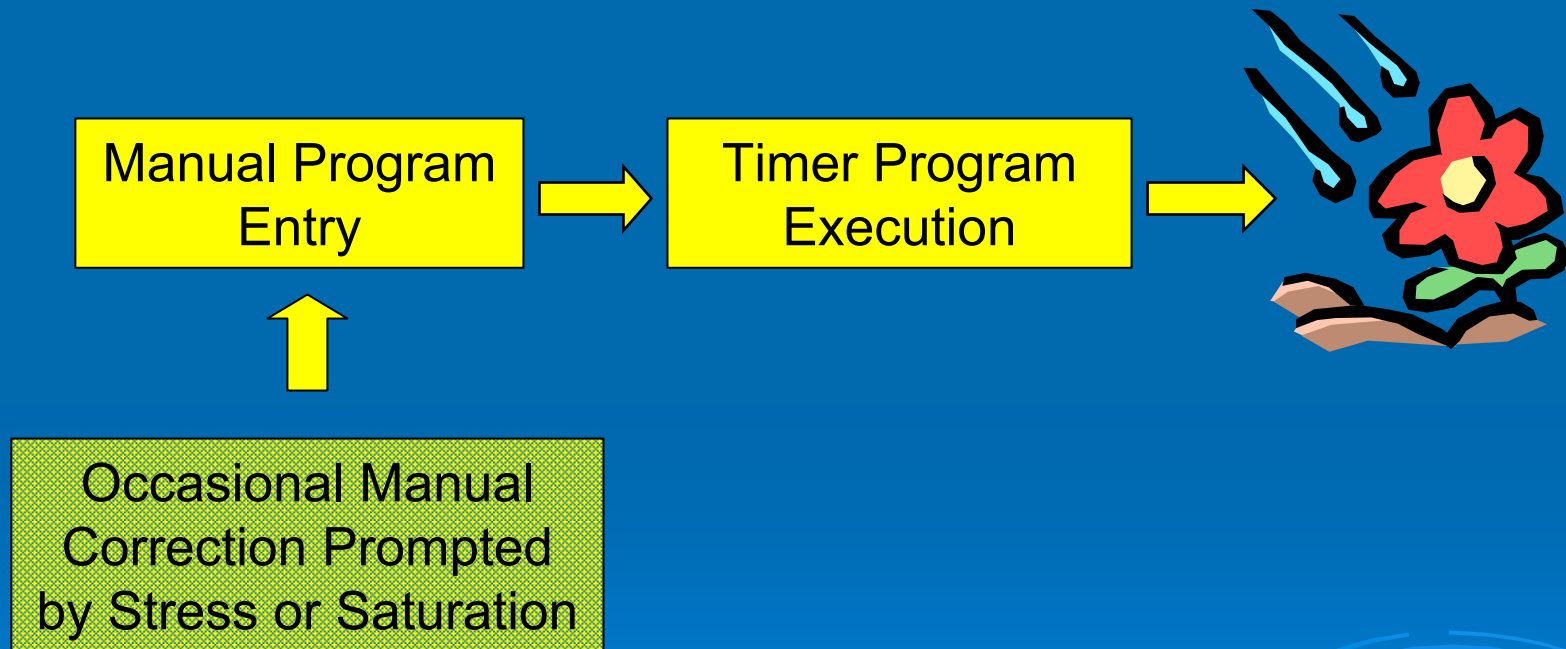 Manual Program
Entry
Timer Program
Execution
Occasional Manual
Correction Prompted
by Stress or Saturation